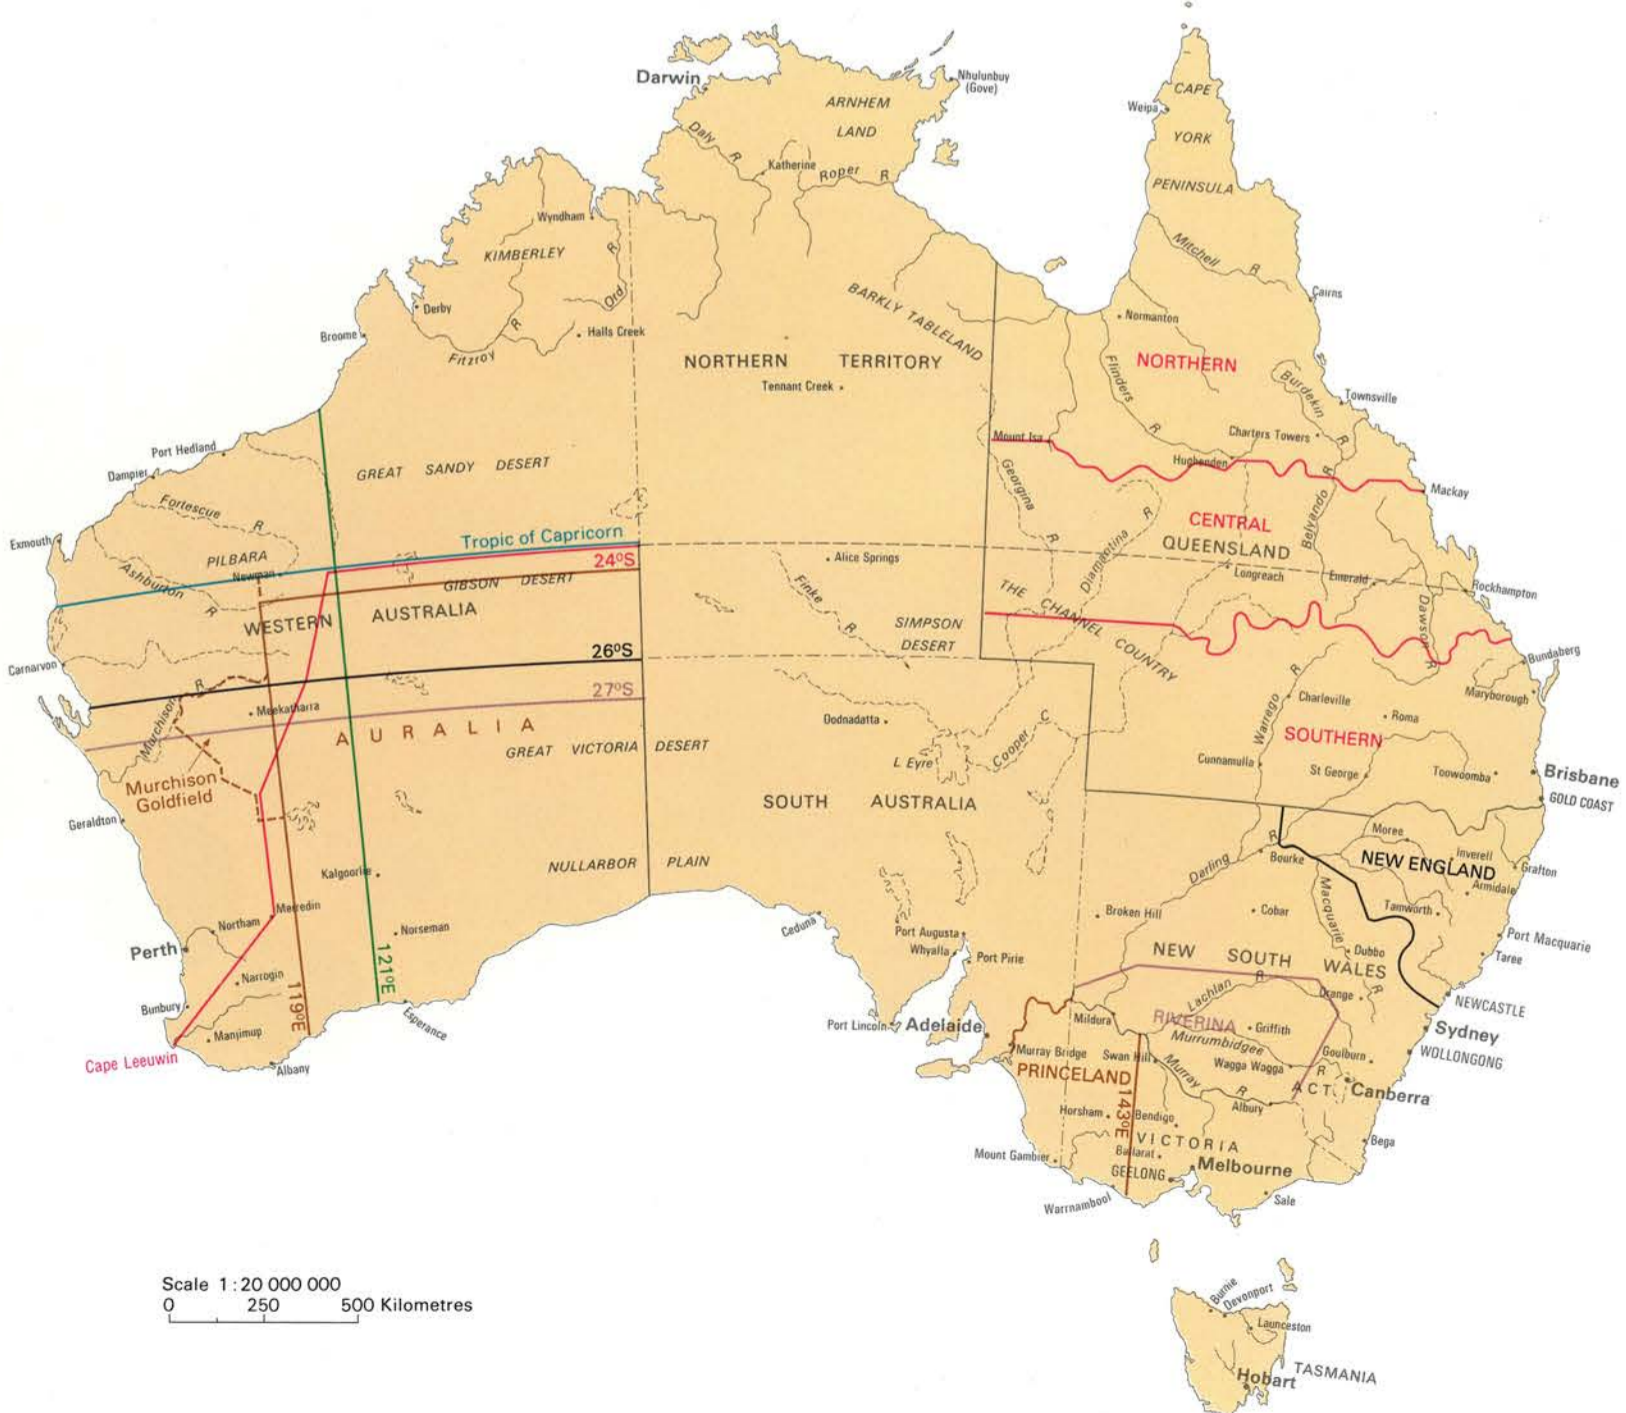 Darwin
Nhulunbuy
(Gove)
ARNHEM
LAND
CAPE
Weipa
YORK
PENINSULA
Daly R
Katherine
Roper R
Wyndham
KIMBERLEY
Ord R
Mitchell R
Derby
Cairns
Broome
Halls Creek
Fitzroy R
BARKLY TABLELAND
Normanton
NORTHERN TERRITORY
Tennant Creek
NORTHERN
Flinders R
Burdekin R
Townsville
Port Hedland
Dampier
GREAT SANDY DESERT
Mount Isa
Charters Towers
Hughenden
Mackay
Fortescue R
Georgina R
Diamantina R
Belyando R
CENTRAL
QUEENSLAND
Exmouth
Tropic of Capricorn
24°S
PILBARA
Newman
Ashburton R
GIBSON DESERT
Alice Springs
Longreach
Emerald
Rockhampton
WESTERN AUSTRALIA
Finke R
SIMPSON
DESERT
THE CHANNEL COUNTRY
Dawson R
Carnarvon
26°S
Bundaberg
27°S
Murchison R
Meekatharra
AURALIA
GREAT VICTORIA DESERT
Oodnadatta
Warrego R
Charleville
Roma
Maryborough
SOUTHERN
Murchison
Goldfield
L Eyre
Cooper C
Cunnamulla
St George
Toowoomba
Brisbane
GOLD COAST
SOUTH AUSTRALIA
Geraldton
NULLARBOR PLAIN
Kalgoorlie
Darling R
Bourke
Moree
NEW ENGLAND
Inverell
Grafton
Armidale
Merredin
Northam
Norseman
Perth
Ceduna
Port Augusta
Whyalla
Port Pirie
Broken Hill
Cobar
Macquarie R
Tamworth
Port Macquarie
Dubbo
Taree
NEW SOUTH WALES
Narrogin
119°E
121°E
Bunbury
Esperance
Manjimup
Cape Leeuwin
Albany
Port Lincoln
Adelaide
Mildura
Lachlan R
Orange
NEWCASTLE
RIVERINA
Griffith
Sydney
Murrumbidgee R
WOLLONGONG
Murray Bridge
Swan Hill
Wagga Wagga
Goulburn
PRINCELAND
143°E
Murray R
A C T
Canberra
Albury
Horsham
Bendigo
VICTORIA
Bega
Mount Gambier
Ballarat
GEELONG
Melbourne
Warrnambool
Sale
Scale 1:20 000 000
0 250 500 Kilometres
Burnie
Devonport
Launceston
TASMANIA
Hobart